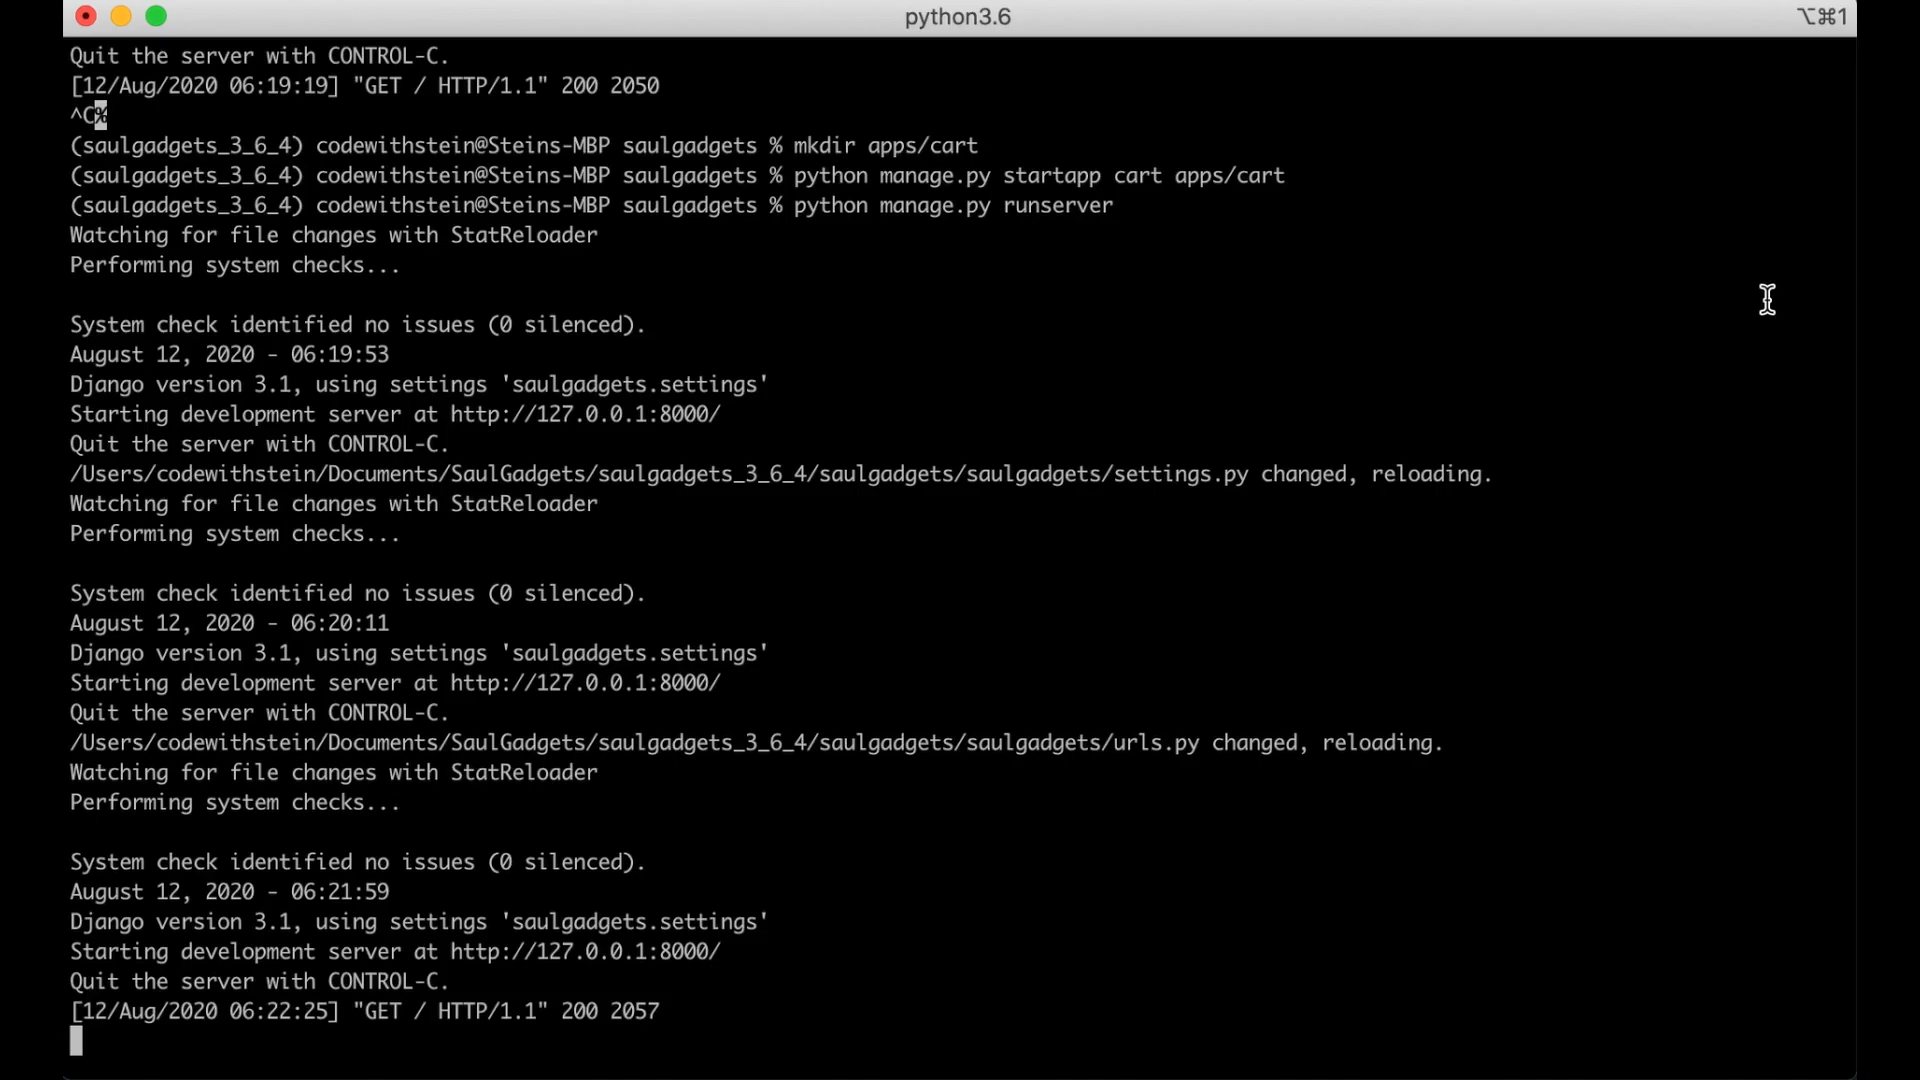 python3.6
⌥⌘1
Quit the server with CONTROL-C.
[12/Aug/2020 06:19:19] "GET / HTTP/1.1" 200 2050
^C%
(saulgadgets_3_6_4) codewithstein@Steins-MBP saulgadgets % mkdir apps/cart
(saulgadgets_3_6_4) codewithstein@Steins-MBP saulgadgets % python manage.py startapp cart apps/cart
(saulgadgets_3_6_4) codewithstein@Steins-MBP saulgadgets % python manage.py runserver
Watching for file changes with StatReloader
Performing system checks...
System check identified no issues (0 silenced).
August 12, 2020 - 06:19:53
Django version 3.1, using settings 'saulgadgets.settings'
Starting development server at http://127.0.0.1:8000/
Quit the server with CONTROL-C.
/Users/codewithstein/Documents/SaulGadgets/saulgadgets_3_6_4/saulgadgets/saulgadgets/settings.py changed, reloading.
Watching for file changes with StatReloader
Performing system checks...
System check identified no issues (0 silenced).
August 12, 2020 - 06:20:11
Django version 3.1, using settings 'saulgadgets.settings'
Starting development server at http://127.0.0.1:8000/
Quit the server with CONTROL-C.
/Users/codewithstein/Documents/SaulGadgets/saulgadgets_3_6_4/saulgadgets/saulgadgets/urls.py changed, reloading.
Watching for file changes with StatReloader
Performing system checks...
System check identified no issues (0 silenced).
August 12, 2020 - 06:21:59
Django version 3.1, using settings 'saulgadgets.settings'
Starting development server at http://127.0.0.1:8000/
Quit the server with CONTROL-C.
[12/Aug/2020 06:22:25] "GET / HTTP/1.1" 200 2057